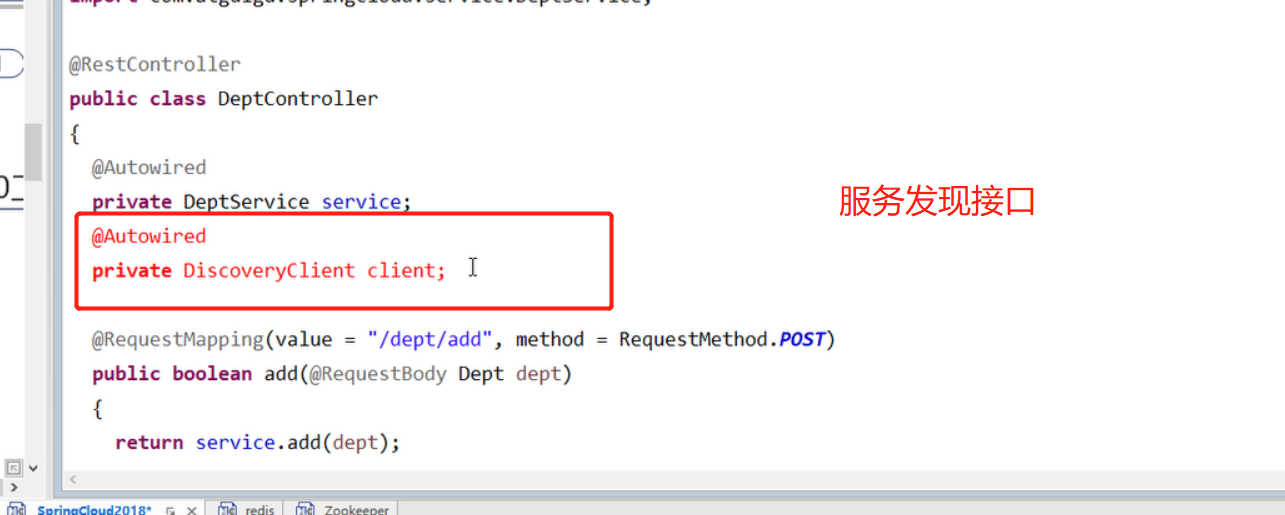 @RestController
public class DeptController
{
@Autowired
private DeptService service;
@Autowired
private DiscoveryClient client;
服务发现接口
@RequestMapping(value = "/dept/add", method = RequestMethod.POST)
public boolean add(@RequestBody Dept dept)
{
return service.add(dept);
SpringCloud2018* redis Zookeeper